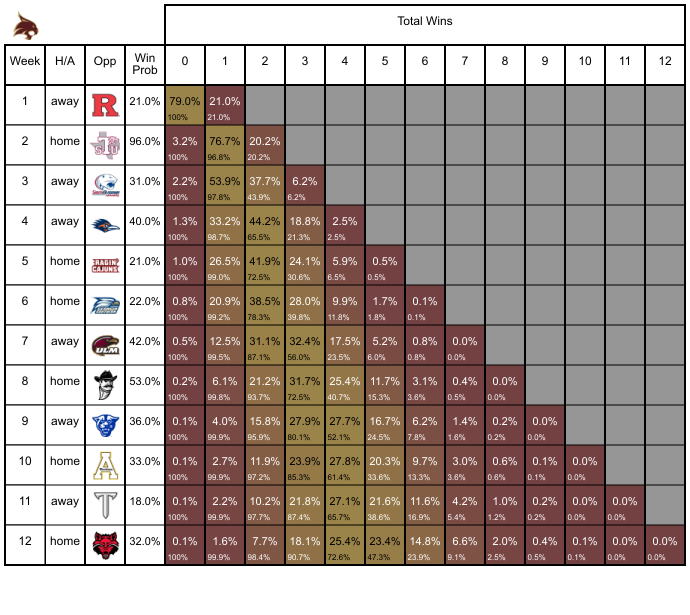 Total Wins
Week H/A Opp Win Prob 0 1 2 3 4 5 6 7 8 9 10 11 12
1 away R 21.0% 79.0% 21.0%
100% 21.0%
2 home 96.0% 3.2% 76.7% 20.2%
100% 96.8% 20.2%
3 away 31.0% 2.2% 53.9% 37.7% 6.2%
100% 97.8% 43.9% 6.2%
4 away 40.0% 1.3% 33.2% 44.2% 18.8% 2.5%
100% 98.7% 65.5% 21.3% 2.5%
5 home RAGIN CAJUNS 21.0% 1.0% 26.5% 41.9% 24.1% 5.9% 0.5%
100% 99.0% 72.5% 30.6% 6.5% 0.5%
6 home 22.0% 0.8% 20.9% 38.5% 28.0% 9.9% 1.7% 0.1%
100% 99.2% 78.3% 39.8% 11.8% 1.8% 0.1%
7 away ULM 42.0% 0.5% 12.5% 31.1% 32.4% 17.5% 5.2% 0.8% 0.0%
100% 99.5% 87.1% 56.0% 23.5% 6.0% 0.8% 0.0%
8 home 53.0% 0.2% 6.1% 21.2% 31.7% 25.4% 11.7% 3.1% 0.4% 0.0%
100% 99.8% 93.7% 72.5% 40.7% 15.3% 3.6% 0.5% 0.0%
9 away 36.0% 0.1% 4.0% 15.8% 27.9% 27.7% 16.7% 6.2% 1.4% 0.2% 0.0%
100% 99.9% 95.9% 80.1% 52.1% 24.5% 7.8% 1.6% 0.2% 0.0%
10 home A 33.0% 0.1% 2.7% 11.9% 23.9% 27.8% 20.3% 9.7% 3.0% 0.6% 0.1% 0.0%
100% 99.9% 97.2% 85.3% 61.4% 33.6% 13.3% 3.6% 0.6% 0.1% 0.0%
11 away T 18.0% 0.1% 2.2% 10.2% 21.8% 27.1% 21.6% 11.6% 4.2% 1.0% 0.2% 0.0% 0.0%
100% 99.9% 97.7% 87.4% 65.7% 38.6% 16.9% 5.4% 1.2% 0.2% 0.0% 0.0%
12 home 32.0% 0.1% 1.6% 7.7% 18.1% 25.4% 23.4% 14.8% 6.6% 2.0% 0.4% 0.1% 0.0% 0.0%
100% 99.9% 98.4% 90.7% 72.6% 47.3% 23.9% 9.1% 2.5% 0.5% 0.1% 0.0% 0.0%